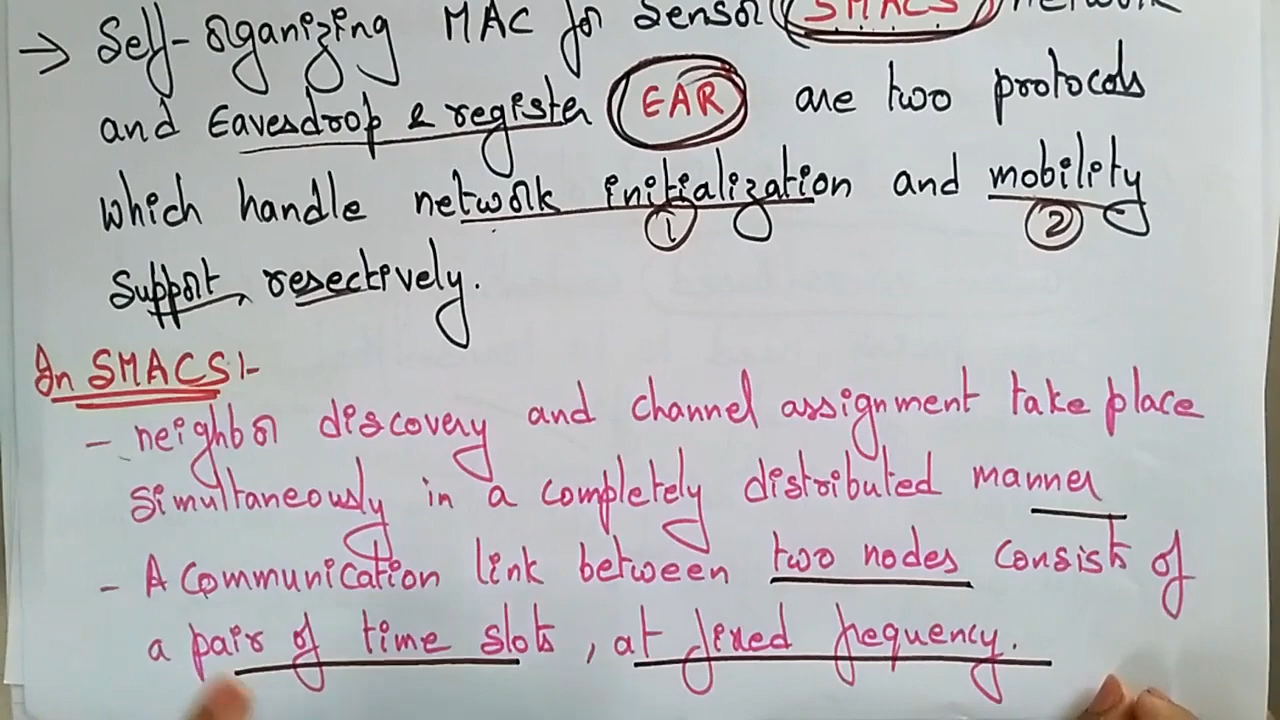 → Self-organizing MAC for sensor (SMACS) network
and Eavesdrop & register (EAR) are two protocols
which handle network initialization and mobility
① ②
support, resectively.
In SMACS:-
- neighbor discovery and channel assignment take place
simultaneously in a completely distributed manner
- A communication link between two nodes consists of
a pair of time slots, at fixed frequency.